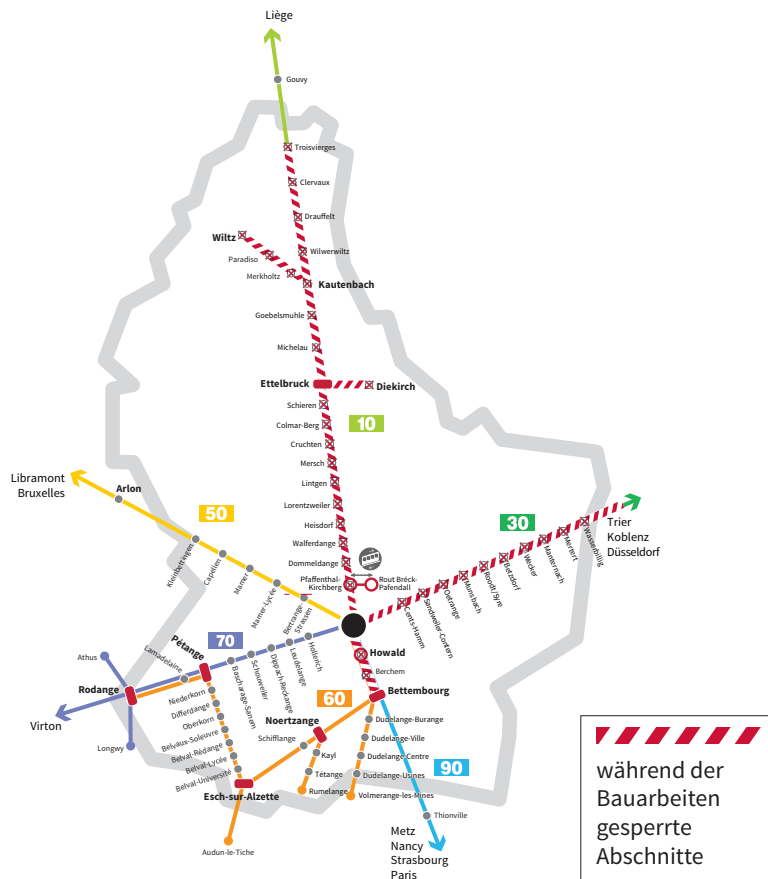 Liège
Gouvy
Troisvierges
Clervaux
Drauffelt
Wilwerwiltz
Wiltz
Paradiso
Merkholtz
Kautenbach
Goebelsmuhle
Michelau
Ettelbruck
Diekirch
Schieren
10
Colmar-Berg
Cruchten
Mersch
Lintgen
Lorentzweiler
Heisdorf
Walferdange
Dommeldange
Pfaffenthal-
Kirchberg
Rout Bréck-
Pafendall
Libramont
Bruxelles
Arlon
50
Kleinbettingen
Capellen
Mamer
Mamer-Lycée
Bertrange-
Strassen
30
Trier
Koblenz
Düsseldorf
Cents-Hamm
Sandweiler-Contern
Oetrange
Munsbach
Roodt/Syre
Betzdorf
Wecker
Manternach
Mertert
Wasserbillig
Howald
Berchem
Bettembourg
70
Athus
Lamadelaine
Pétange
Rodange
Virton
Longwy
Bascharage-Sanem
Schouweiler
Dippach-Reckange
Leudelange
Hollerich
Niederkorn
Differdange
Oberkorn
Belvaux-Soleuvre
Belval-Rédange
Belval-Lycée
Belval-Université
Esch-sur-Alzette
Audun-le-Tiche
60
Noertzange
Schifflange
Kayl
Tétange
Rumelange
Dudelange-Burange
Dudelange-Ville
Dudelange-Centre
Dudelange-Usines
Volmerange-les-Mines
90
Thionville
Metz
Nancy
Strasbourg
Paris
während der
Bauarbeiten
gesperrte
Abschnitte